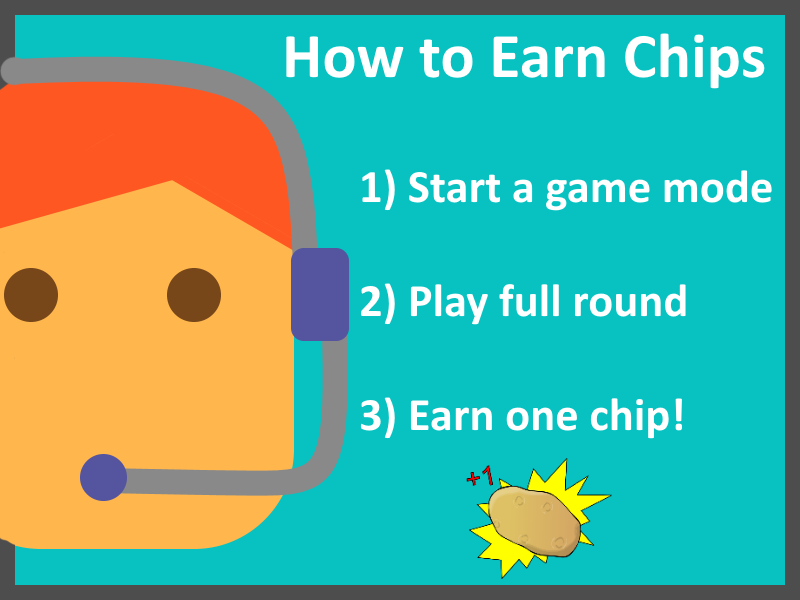 How to Earn Chips
1) Start a game mode
2) Play full round
3) Earn one chip!
+1